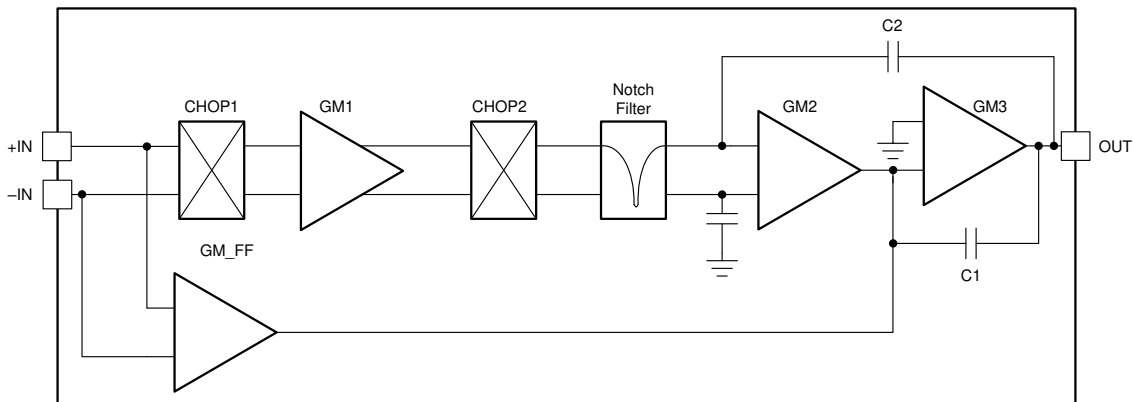 C2
Notch
Filter
CHOP1
GM1
CHOP2
GM2
GM3
+IN
OUT
–IN
GM_FF
C1